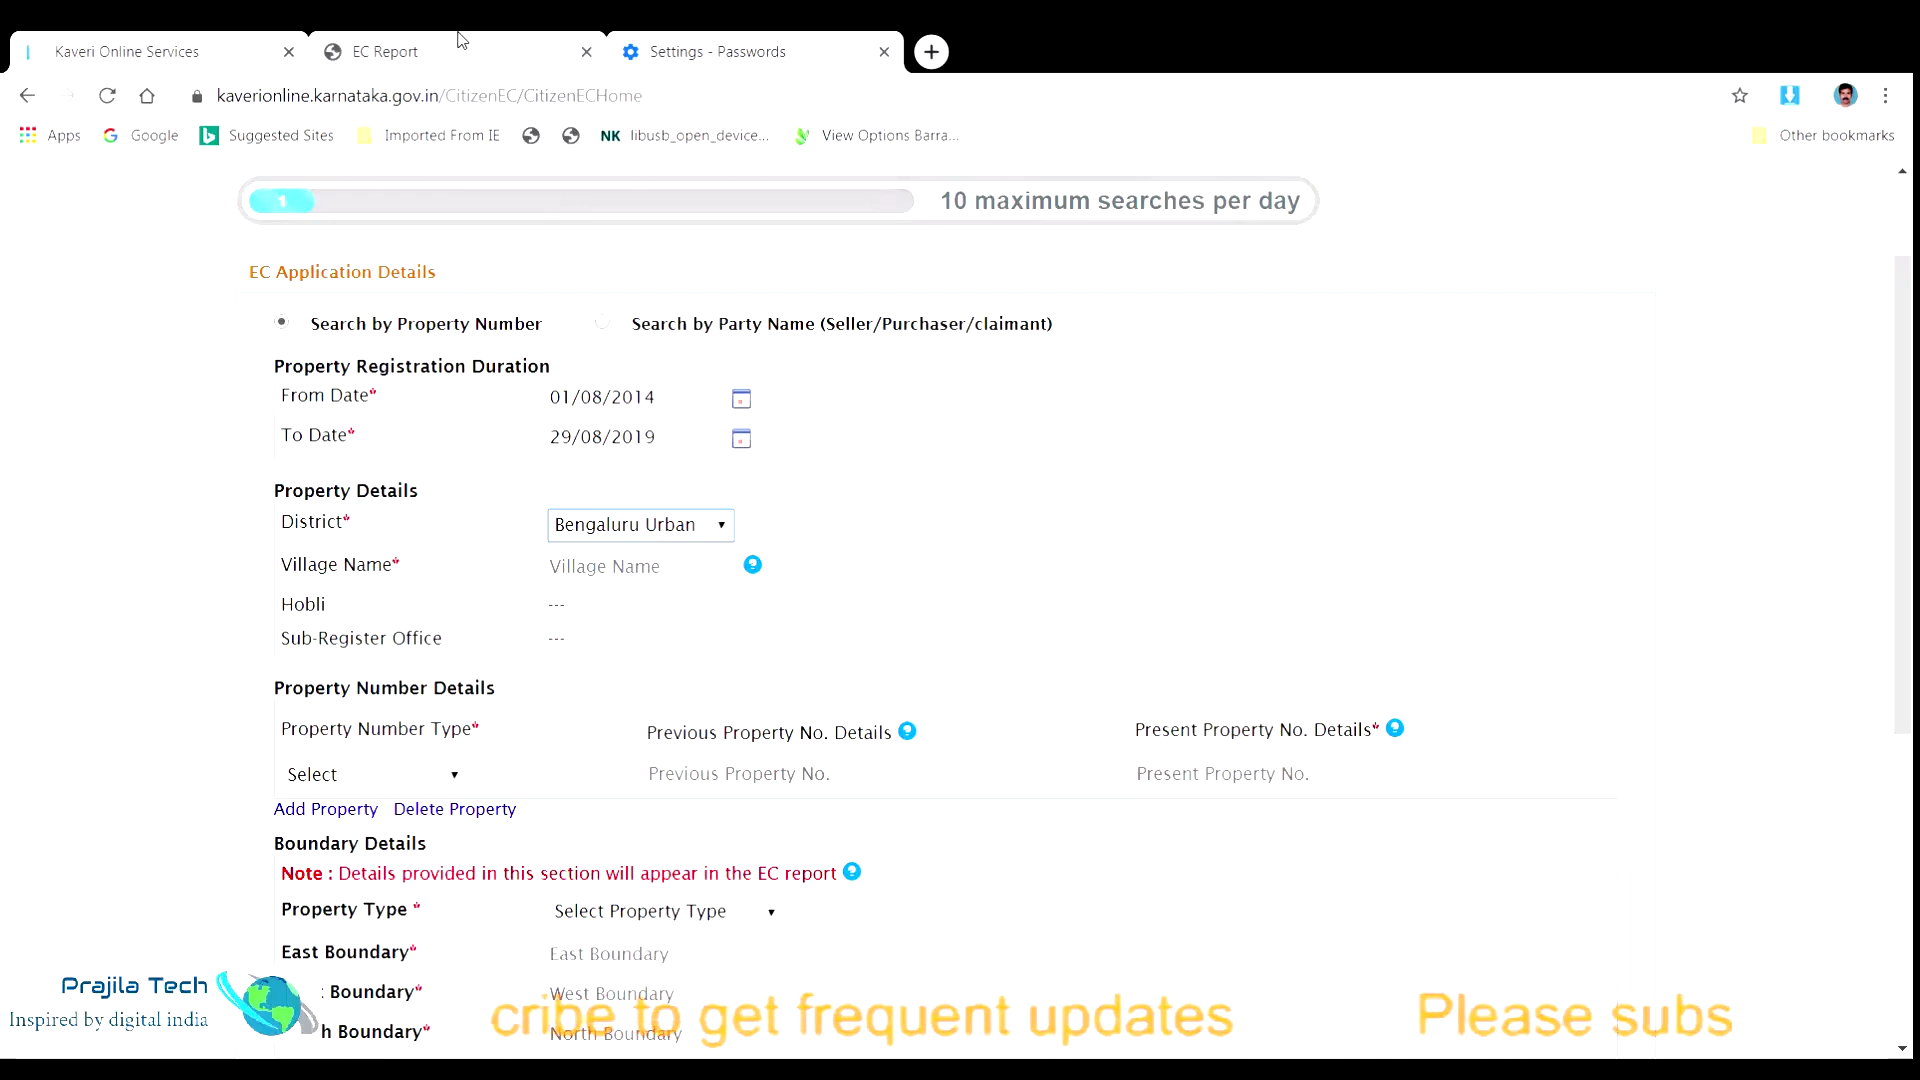 Kaveri Online Services
EC Report
Settings - Passwords
kaverionline.karnataka.gov.in/CitizenEC/CitizenECHome
Apps
Google
Suggested Sites
Imported From IE
NK libusb_open_device...
View Options Barra...
Other bookmarks
1
10 maximum searches per day
EC Application Details
Search by Property Number
Search by Party Name (Seller/Purchaser/claimant)
Property Registration Duration
From Date*
01/08/2014
To Date*
29/08/2019
Property Details
District*
Bengaluru Urban
Village Name*
Village Name
Hobli
---
Sub-Register Office
---
Property Number Details
Property Number Type*
Previous Property No. Details
Present Property No. Details*
Select
Previous Property No.
Present Property No.
Add Property
Delete Property
Boundary Details
Note : Details provided in this section will appear in the EC report
Property Type *
Select Property Type
East Boundary*
East Boundary
Boundary*
West Boundary
h Boundary*
North Boundary
Prajila Tech
Inspired by digital india
cribe to get frequent updates
Please subs